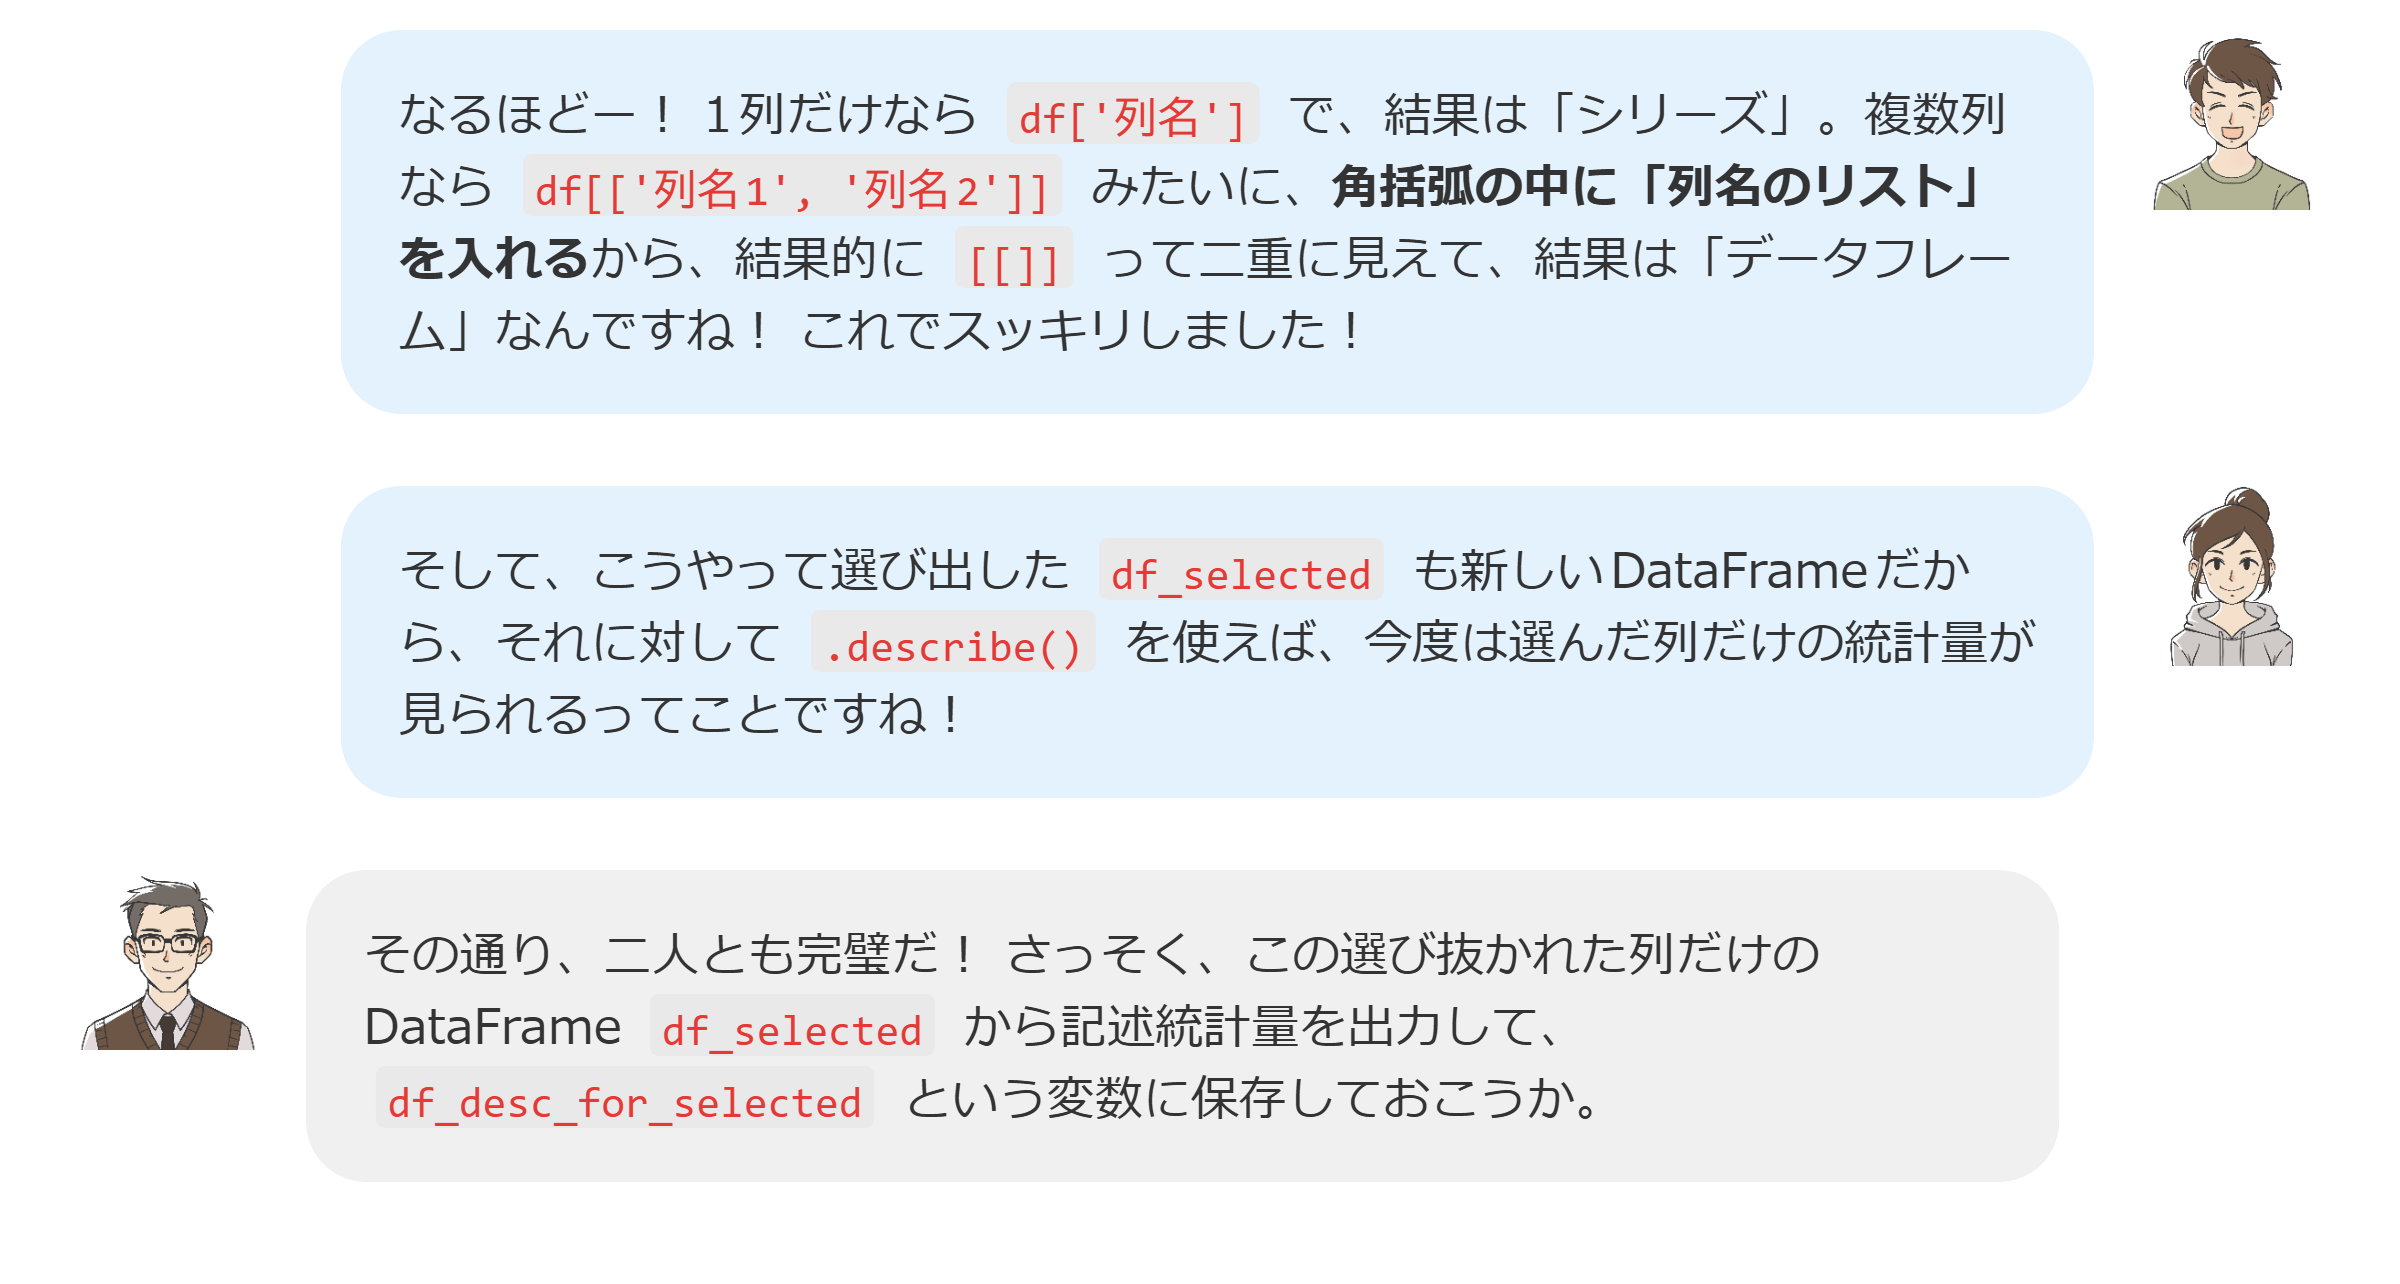 なるほどー！ 1列だけなら df['列名'] で、結果は「シリーズ」。複数列
なら df[['列名1', '列名2']] みたいに、角括弧の中に「列名のリスト」
を入れるから、結果的に [[]] って二重に見えて、結果は「データフレー
ム」なんですね！ これでスッキリしました！
そして、こうやって選び出した df_selected も新しいDataFrameだか
ら、それに対して .describe() を使えば、今度は選んだ列だけの統計量が
見られるってことですね！
その通り、二人とも完璧だ！ さっそく、この選び抜かれた列だけの
DataFrame df_selected から記述統計量を出力して、
df_desc_for_selected という変数に保存しておこうか。